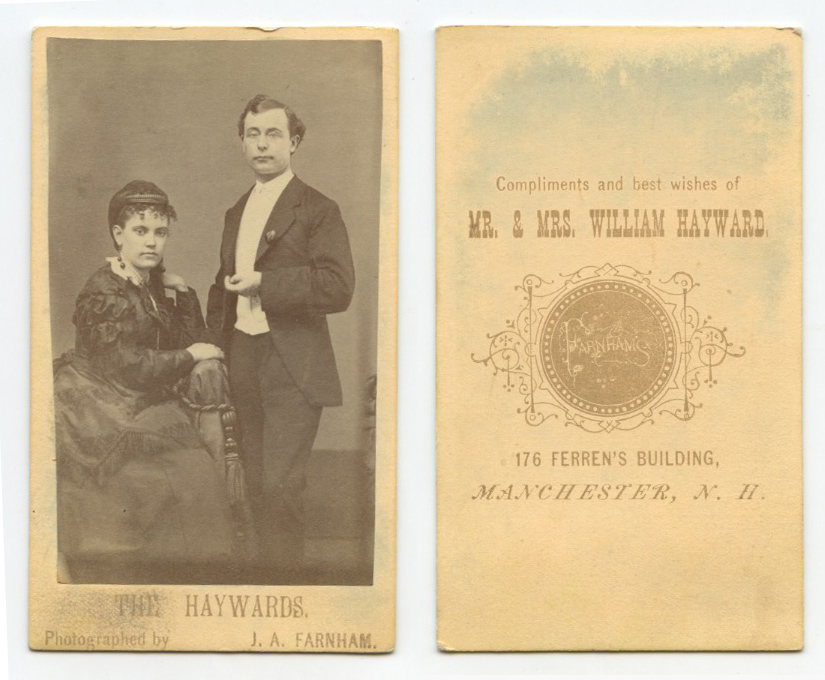 THE HAYWARDS.
Photographed by J. A. FARNHAM.
Compliments and best wishes of
MR. & MRS. WILLIAM HAYWARD.
FARNHAM'S
176 FERREN'S BUILDING,
MANCHESTER, N. H.